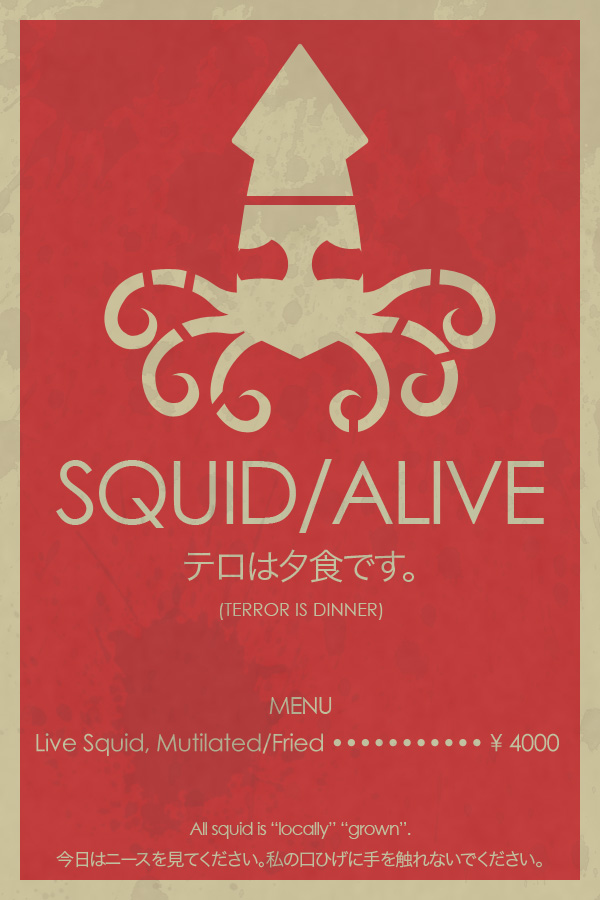 SQUID/ALIVE
テロは夕食です。
(TERROR IS DINNER)
MENU
Live Squid, Mutilated/Fried ••••••••••• ¥ 4000
All squid is “locally” “grown”.
今日はニースを見てください。私の口ひげに手を触れないでください。